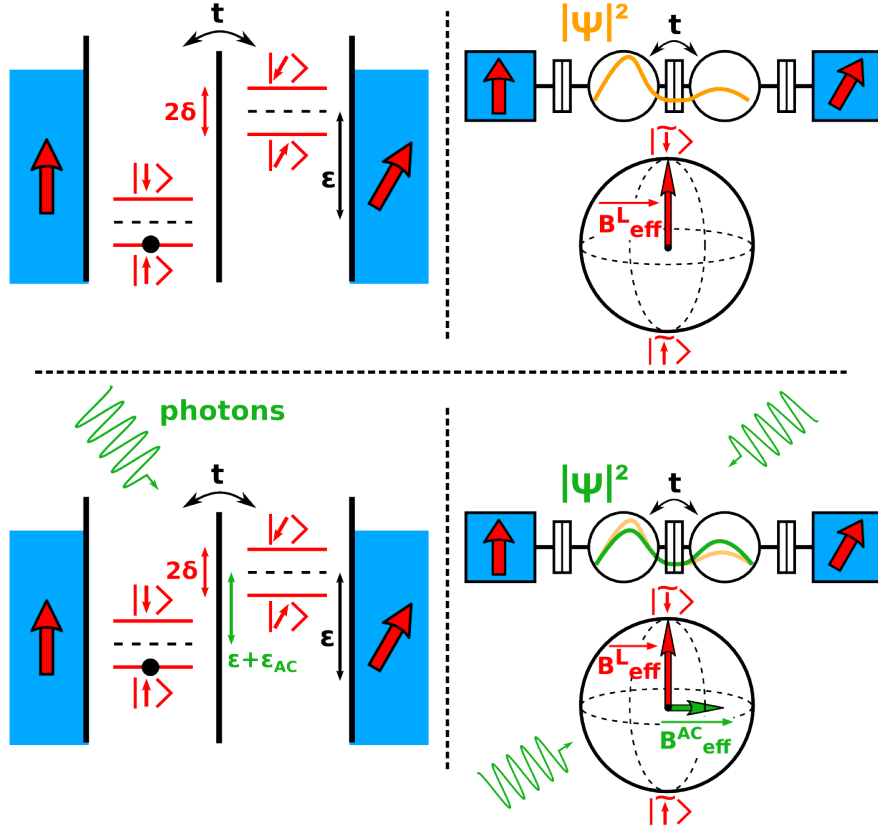 t
|↙⟩
2δ
|↗⟩
ε
|↓⟩
|↑⟩
|Ψ|²
t
|↓̃⟩
B^L_eff
|↑̃⟩
photons
t
|↙⟩
2δ
|↗⟩
ε
ε+ε_AC
|↓⟩
|↑⟩
|Ψ|²
t
|↓̃⟩
B^L_eff
B^AC_eff
|↑̃⟩